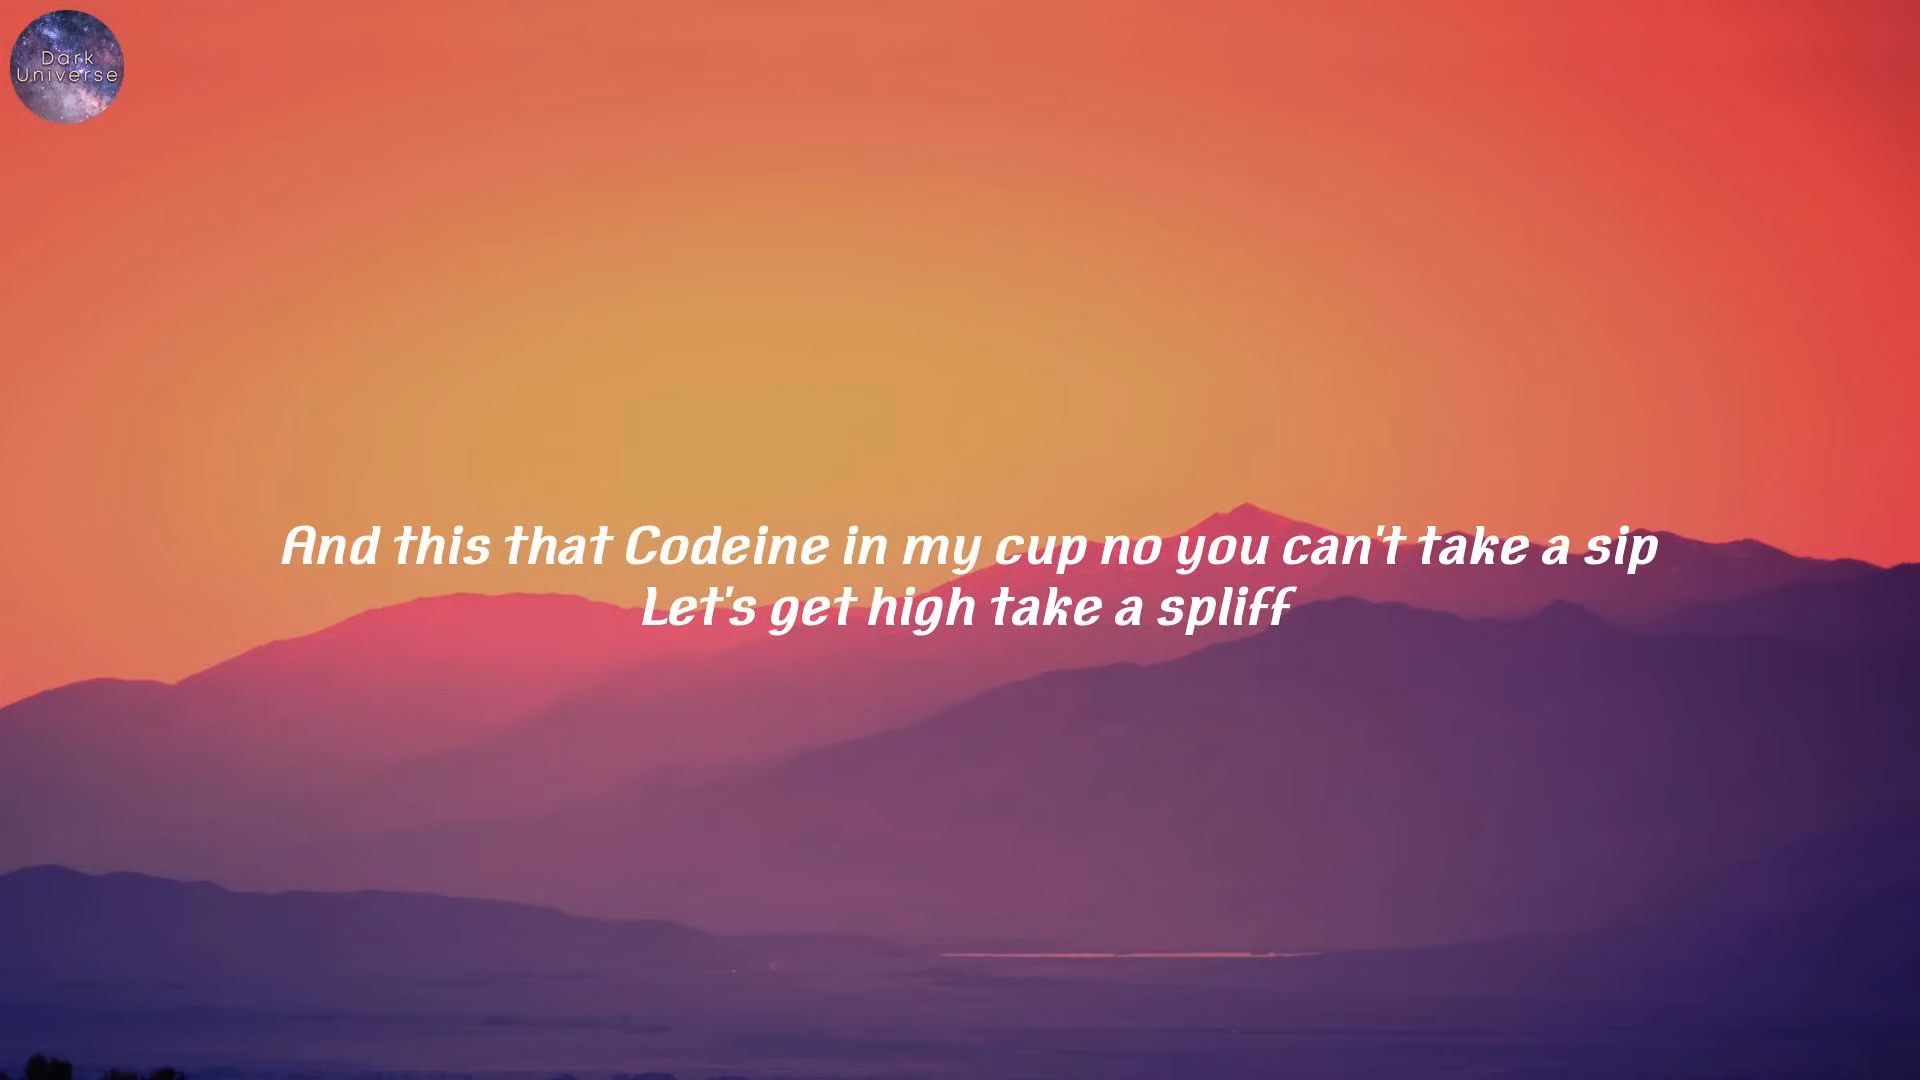 Dark
Universe
And this that Codeine in my cup no you can't take a sip
Let's get high take a spliff